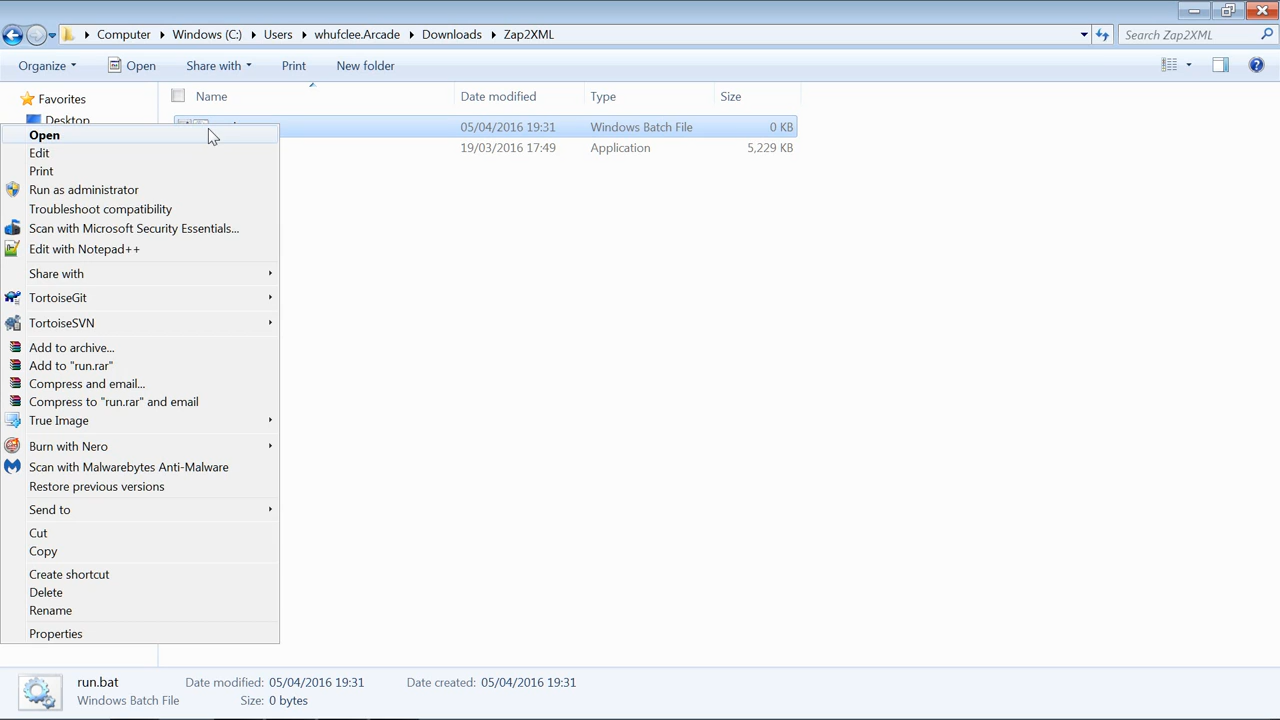 Computer Windows (C:) Users whufclee.Arcade Downloads Zap2XML Search Zap2XML
Organize Open Share with Print New folder
Favorites Name Date modified Type Size
Desktop
05/04/2016 19:31 Windows Batch File 0 KB
19/03/2016 17:49 Application 5,229 KB
Open
Edit
Print
Run as administrator
Troubleshoot compatibility
Scan with Microsoft Security Essentials...
Edit with Notepad++
Share with
TortoiseGit
TortoiseSVN
Add to archive...
Add to "run.rar"
Compress and email...
Compress to "run.rar" and email
True Image
Burn with Nero
Scan with Malwarebytes Anti-Malware
Restore previous versions
Send to
Cut
Copy
Create shortcut
Delete
Rename
Properties
run.bat Date modified: 05/04/2016 19:31 Date created: 05/04/2016 19:31
Windows Batch File Size: 0 bytes